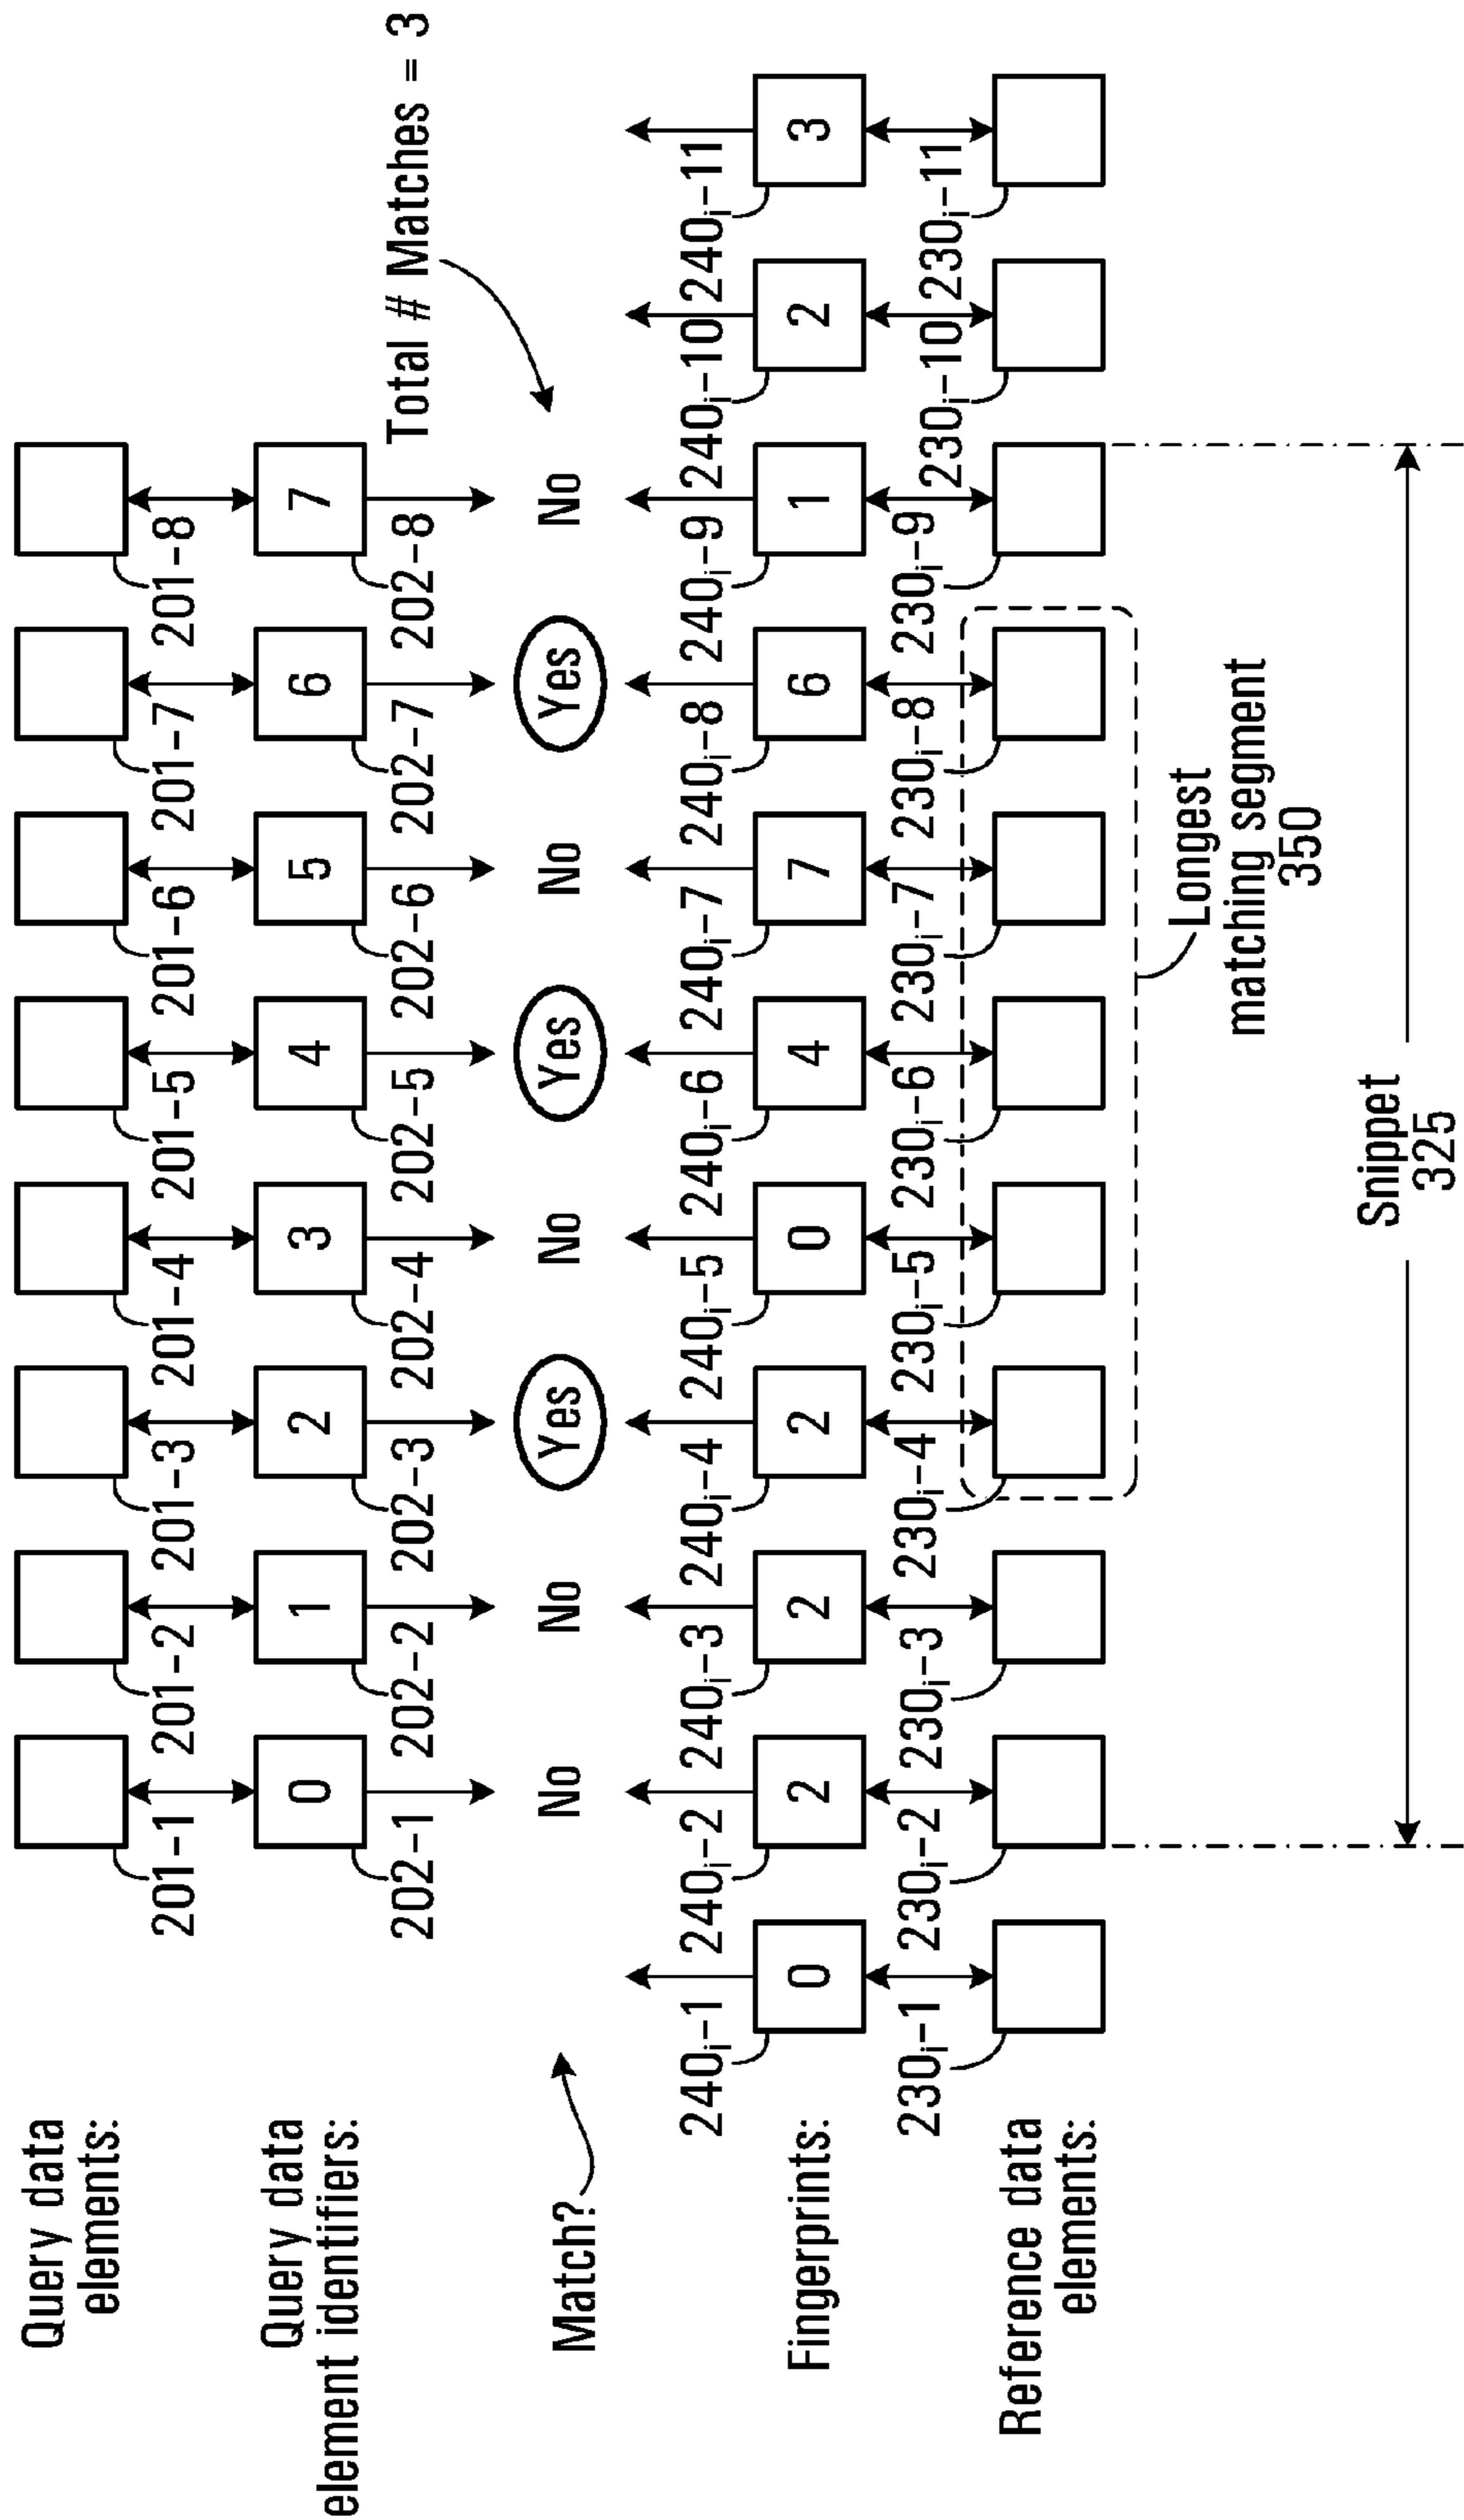 Query data
elements:
201-1
201-2
201-3
201-4
201-5
201-6
201-7
201-8
Query data
element identifiers:
0
1
2
3
4
5
6
7
202-1
202-2
202-3
202-4
202-5
202-6
202-7
202-8
Total # Matches = 3
Match?
No
No
Yes
No
Yes
No
Yes
No
240i-1
240i-2
240i-3
240i-4
240i-5
240i-6
240i-7
240i-8
240i-9
240i-10
240i-11
Fingerprints:
0
2
2
2
0
4
7
6
1
2
3
230i-1
230i-2
230i-3
230i-4
230i-5
230i-6
230i-7
230i-8
230i-9
230i-10
230i-11
Reference data
elements:
Longest
matching segment
350
Snippet
325